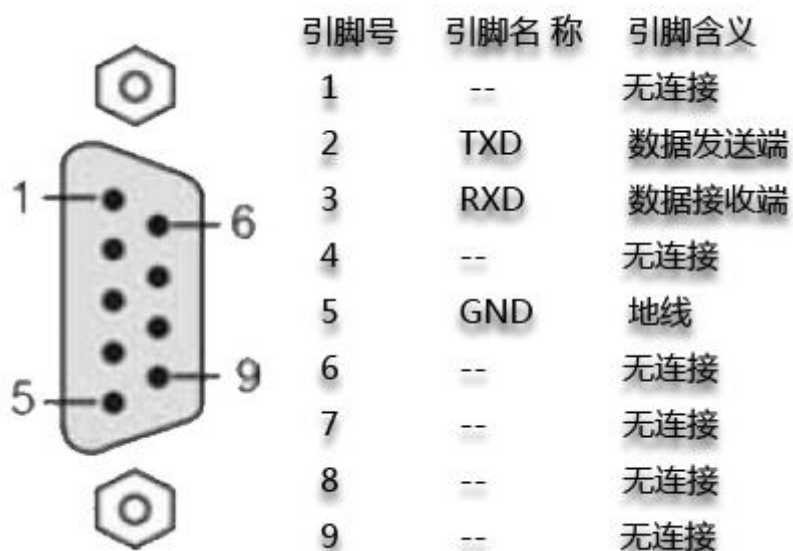 引脚号 引脚名 称 引脚含义
1 -- 无连接
2 TXD 数据发送端
3 RXD 数据接收端
4 -- 无连接
5 GND 地线
6 -- 无连接
7 -- 无连接
8 -- 无连接
9 -- 无连接
1
6
5
9